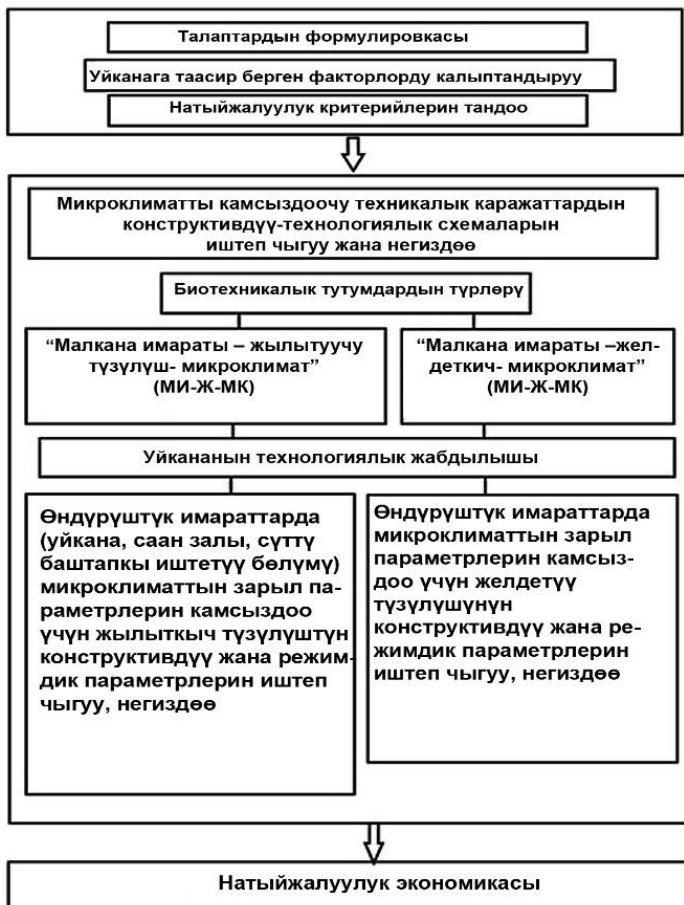 Талаптардын формулировкасы
Уйканага таасир берген факторлорду калыптандыруу
Натыйжалуулук критерийлерин тандоо
Микроклиматты камсыздоочу техникалык каражаттардын
конструктивдүү-технологиялык схемаларын
иштеп чыгуу жана негиздөө
Биотехникалык тутумдардын түрлөрү
“Малкана имараты – жылытуучу
түзүлүш- микроклимат”
(МИ-Ж-МК)
“Малкана имараты –жел-
деткич- микроклимат”
(МИ-Ж-МК)
Уйкананын технологиялык жабдылышы
Өндүрүштүк имараттарда
(уйкана, саан залы, сүттү
баштапкы иштетүү бөлүмү)
микроклиматтын зарыл па-
раметрлерин камсыздоо
үчүн жылыткыч түзүлүштүн
конструктивдүү жана режим-
дик параметрлерин иштеп
чыгуу, негиздөө
Өндүрүштүк имараттарда
микроклиматтын зарыл
параметрлерин камсыз-
доо үчүн желдетүү
түзүлүшүнүн
конструктивдүү жана ре-
жимдик параметрлерин
иштеп чыгуу, негиздөө
Натыйжалуулук экономикасы